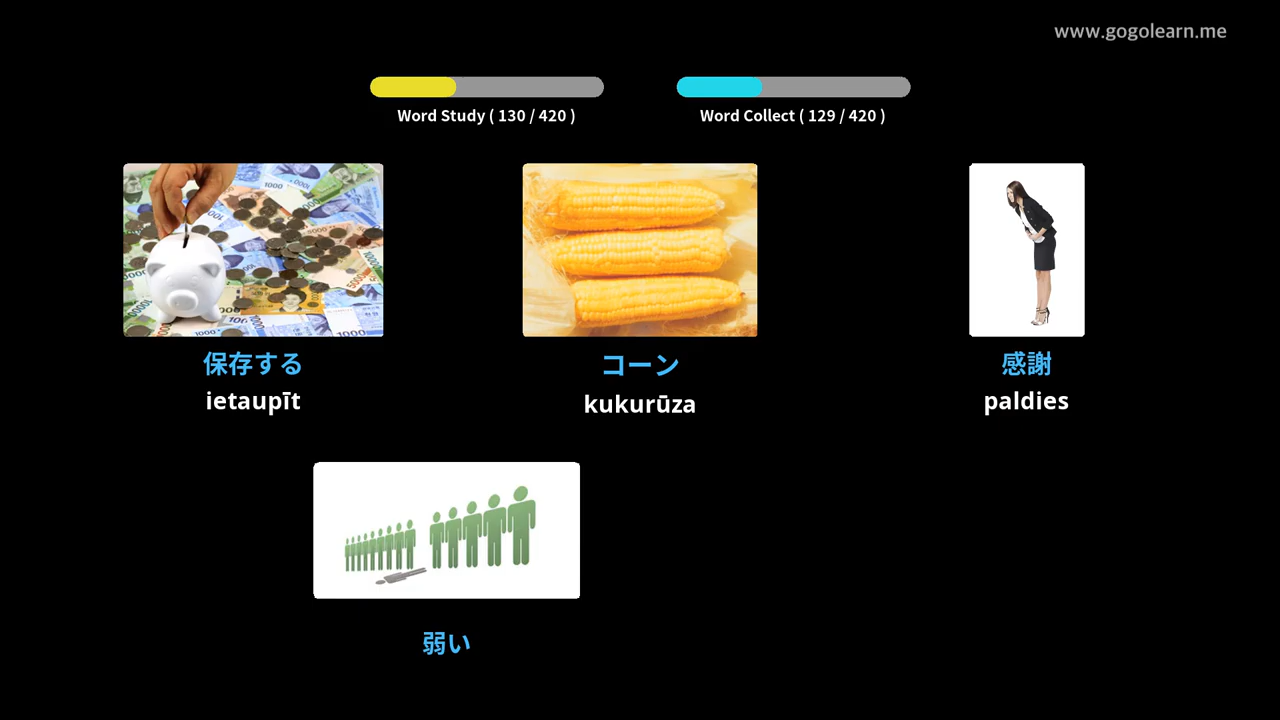 www.gogolearn.me
Word Study ( 130 / 420 )
Word Collect ( 129 / 420 )
保存する
ietaupīt
コーン
kukurūza
感謝
paldies
弱い